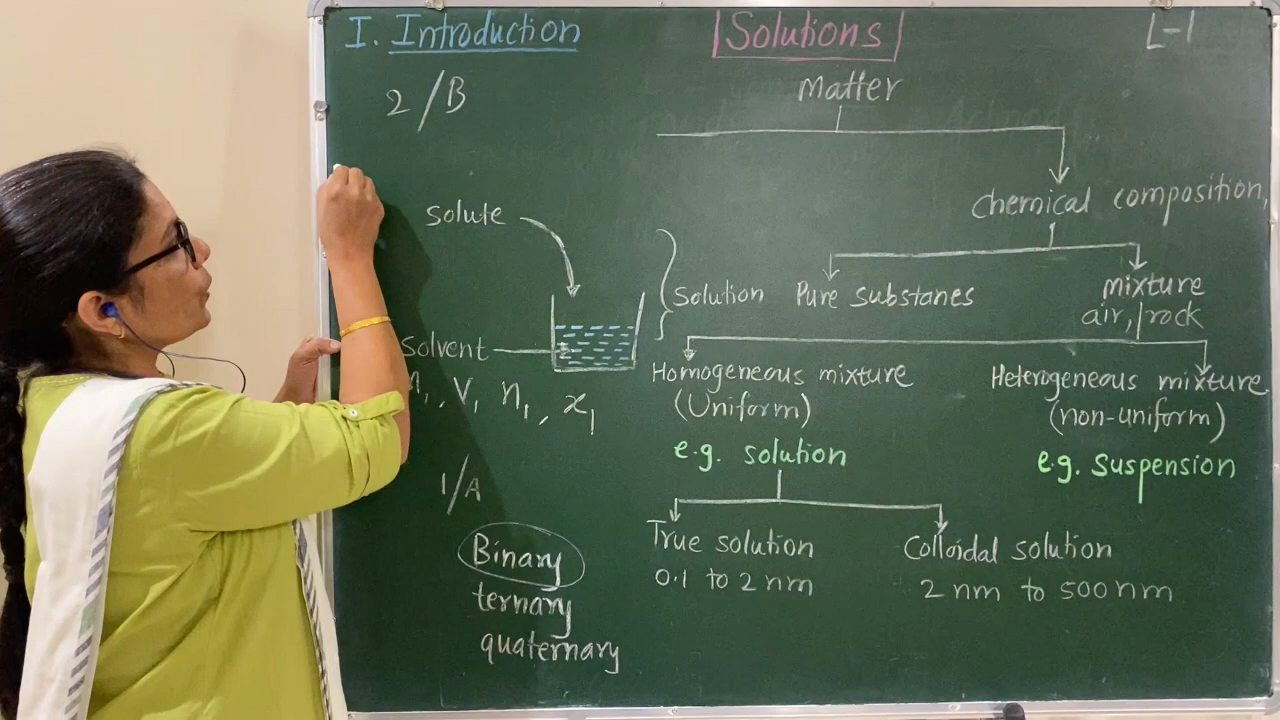 I. Introduction
Solutions
L-1
2/B
Matter
chemical composition,
solute
Solution
Pure substanes
mixture
air, rock
solvent
, V₁ n₁, x₁
Homogeneous mixture
(Uniform)
e.g. solution
Heterogeneous mixture
(non-uniform)
e.g. suspension
1/A
True solution
0.1 to 2 nm
Colloidal solution
2 nm to 500 nm
Binary
ternary
quaternary